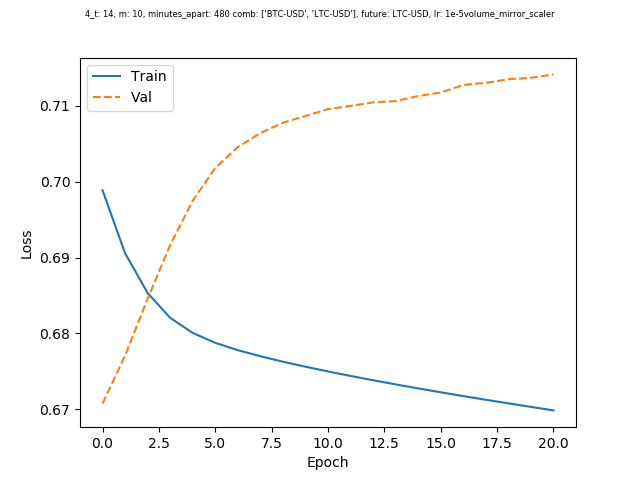 4_t: 14, m: 10, minutes_apart: 480 comb: ['BTC-USD', 'LTC-USD'], future: LTC-USD, lr: 1e-5volume_mirror_scaler
Train
Val
0.71
0.70
0.69
0.68
0.67
Loss
0.0 2.5 5.0 7.5 10.0 12.5 15.0 17.5 20.0
Epoch